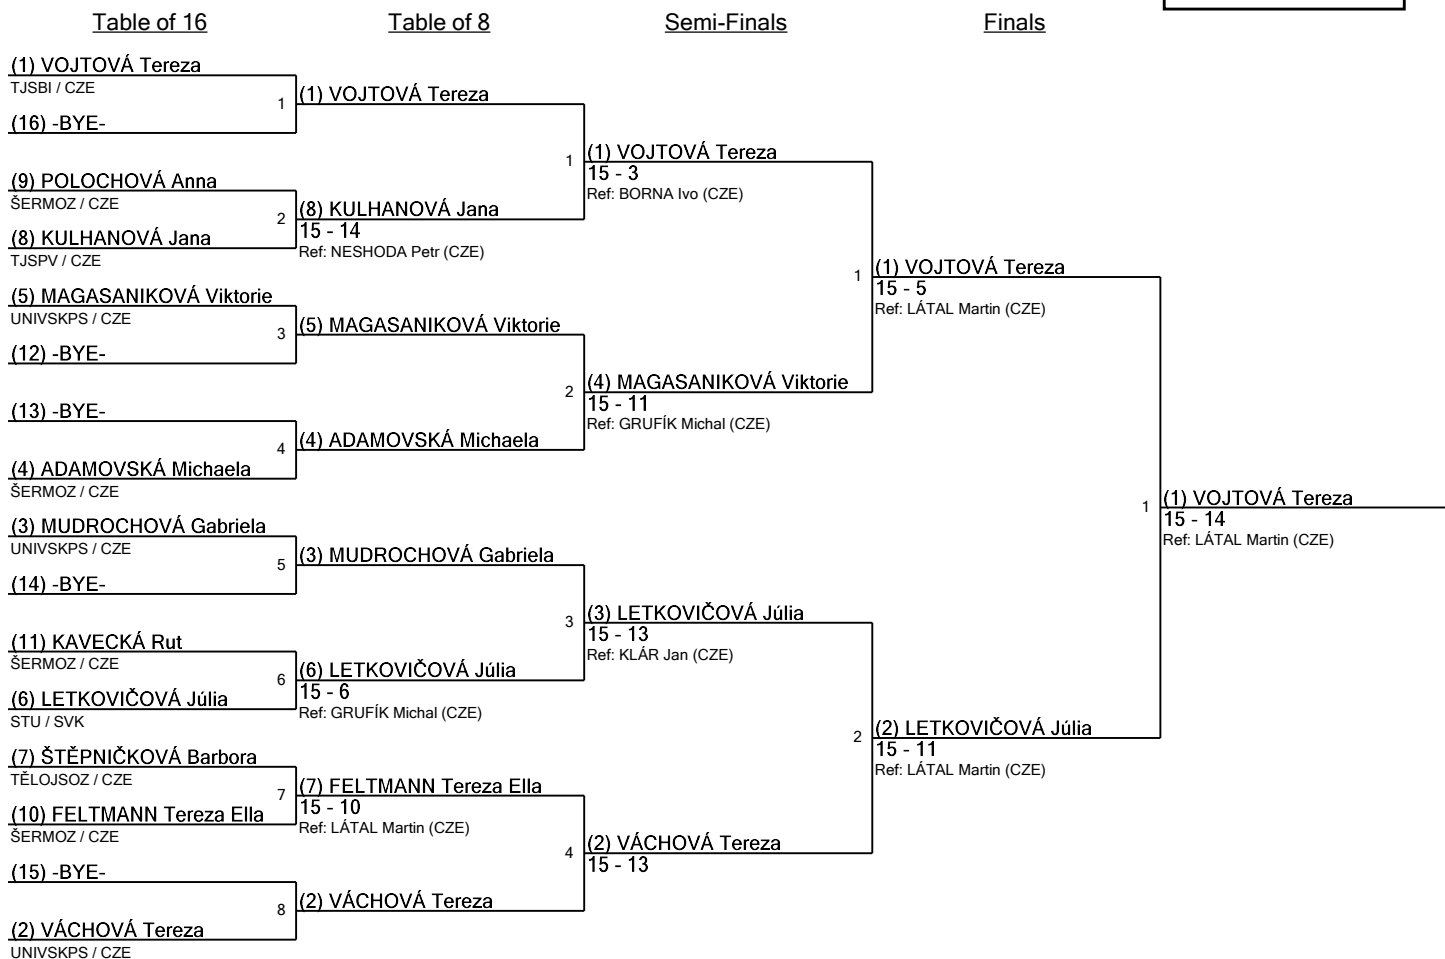 Table of 16
Table of 8
Semi-Finals
Finals
(1) VOJTOVÁ Tereza
TJSBI / CZE
1
(16) -BYE-
(9) POLOCHOVÁ Anna
ŠERMOZ / CZE
2
(8) KULHANOVÁ Jana
TJSPV / CZE
(5) MAGASANIKOVÁ Viktorie
UNIVSKPS / CZE
3
(12) -BYE-
(13) -BYE-
4
(4) ADAMOVSKÁ Michaela
ŠERMOZ / CZE
(3) MUDROCHOVÁ Gabriela
UNIVSKPS / CZE
5
(14) -BYE-
(11) KAVECKÁ Rut
ŠERMOZ / CZE
6
(6) LETKOVIČOVÁ Júlia
STU / SVK
(7) ŠTĚPNIČKOVÁ Barbora
TĚLOJSOZ / CZE
7
(10) FELTMANN Tereza Ella
ŠERMOZ / CZE
(15) -BYE-
8
(2) VÁCHOVÁ Tereza
UNIVSKPS / CZE
(1) VOJTOVÁ Tereza
1
(8) KULHANOVÁ Jana
15 - 14
Ref: NESHODA Petr (CZE)
(5) MAGASANIKOVÁ Viktorie
2
(4) ADAMOVSKÁ Michaela
(3) MUDROCHOVÁ Gabriela
3
(6) LETKOVIČOVÁ Júlia
15 - 6
Ref: GRUFÍK Michal (CZE)
(7) FELTMANN Tereza Ella
15 - 10
Ref: LÁTAL Martin (CZE)
4
(2) VÁCHOVÁ Tereza
(1) VOJTOVÁ Tereza
15 - 3
Ref: BORNA Ivo (CZE)
1
(4) MAGASANIKOVÁ Viktorie
15 - 11
Ref: GRUFÍK Michal (CZE)
(3) LETKOVIČOVÁ Júlia
15 - 13
Ref: KLÁR Jan (CZE)
2
(2) VÁCHOVÁ Tereza
15 - 13
(1) VOJTOVÁ Tereza
15 - 5
Ref: LÁTAL Martin (CZE)
1
(2) LETKOVIČOVÁ Júlia
15 - 11
Ref: LÁTAL Martin (CZE)
(1) VOJTOVÁ Tereza
15 - 14
Ref: LÁTAL Martin (CZE)